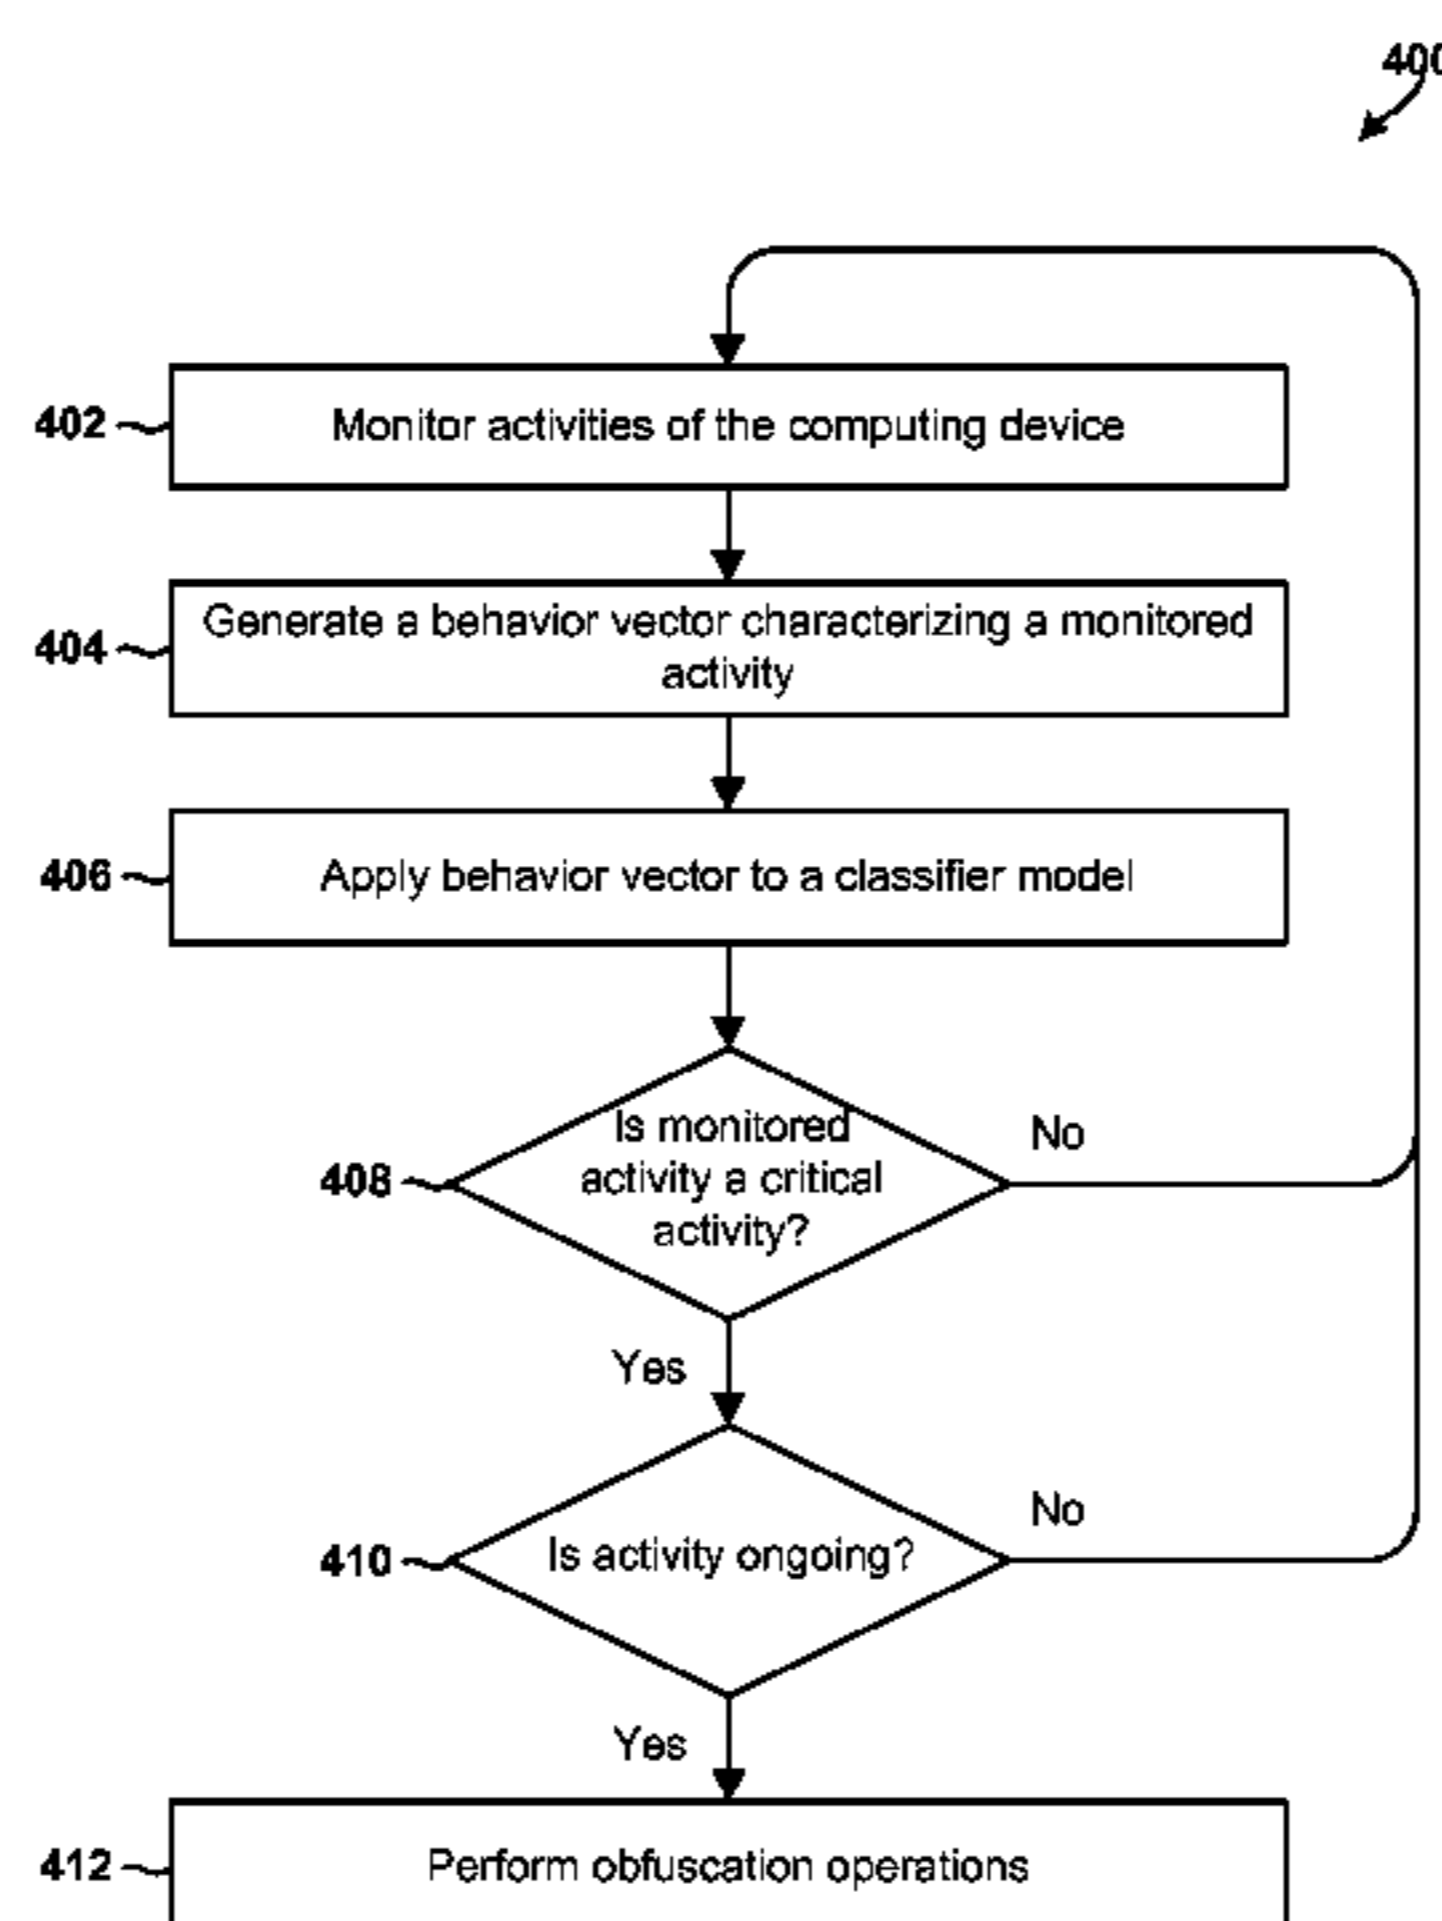 400
402
Monitor activities of the computing device
404
Generate a behavior vector characterizing a monitored
activity
406
Apply behavior vector to a classifier model
408
Is monitored
activity a critical
activity?
No
Yes
410
Is activity ongoing?
No
Yes
412
Perform obfuscation operations